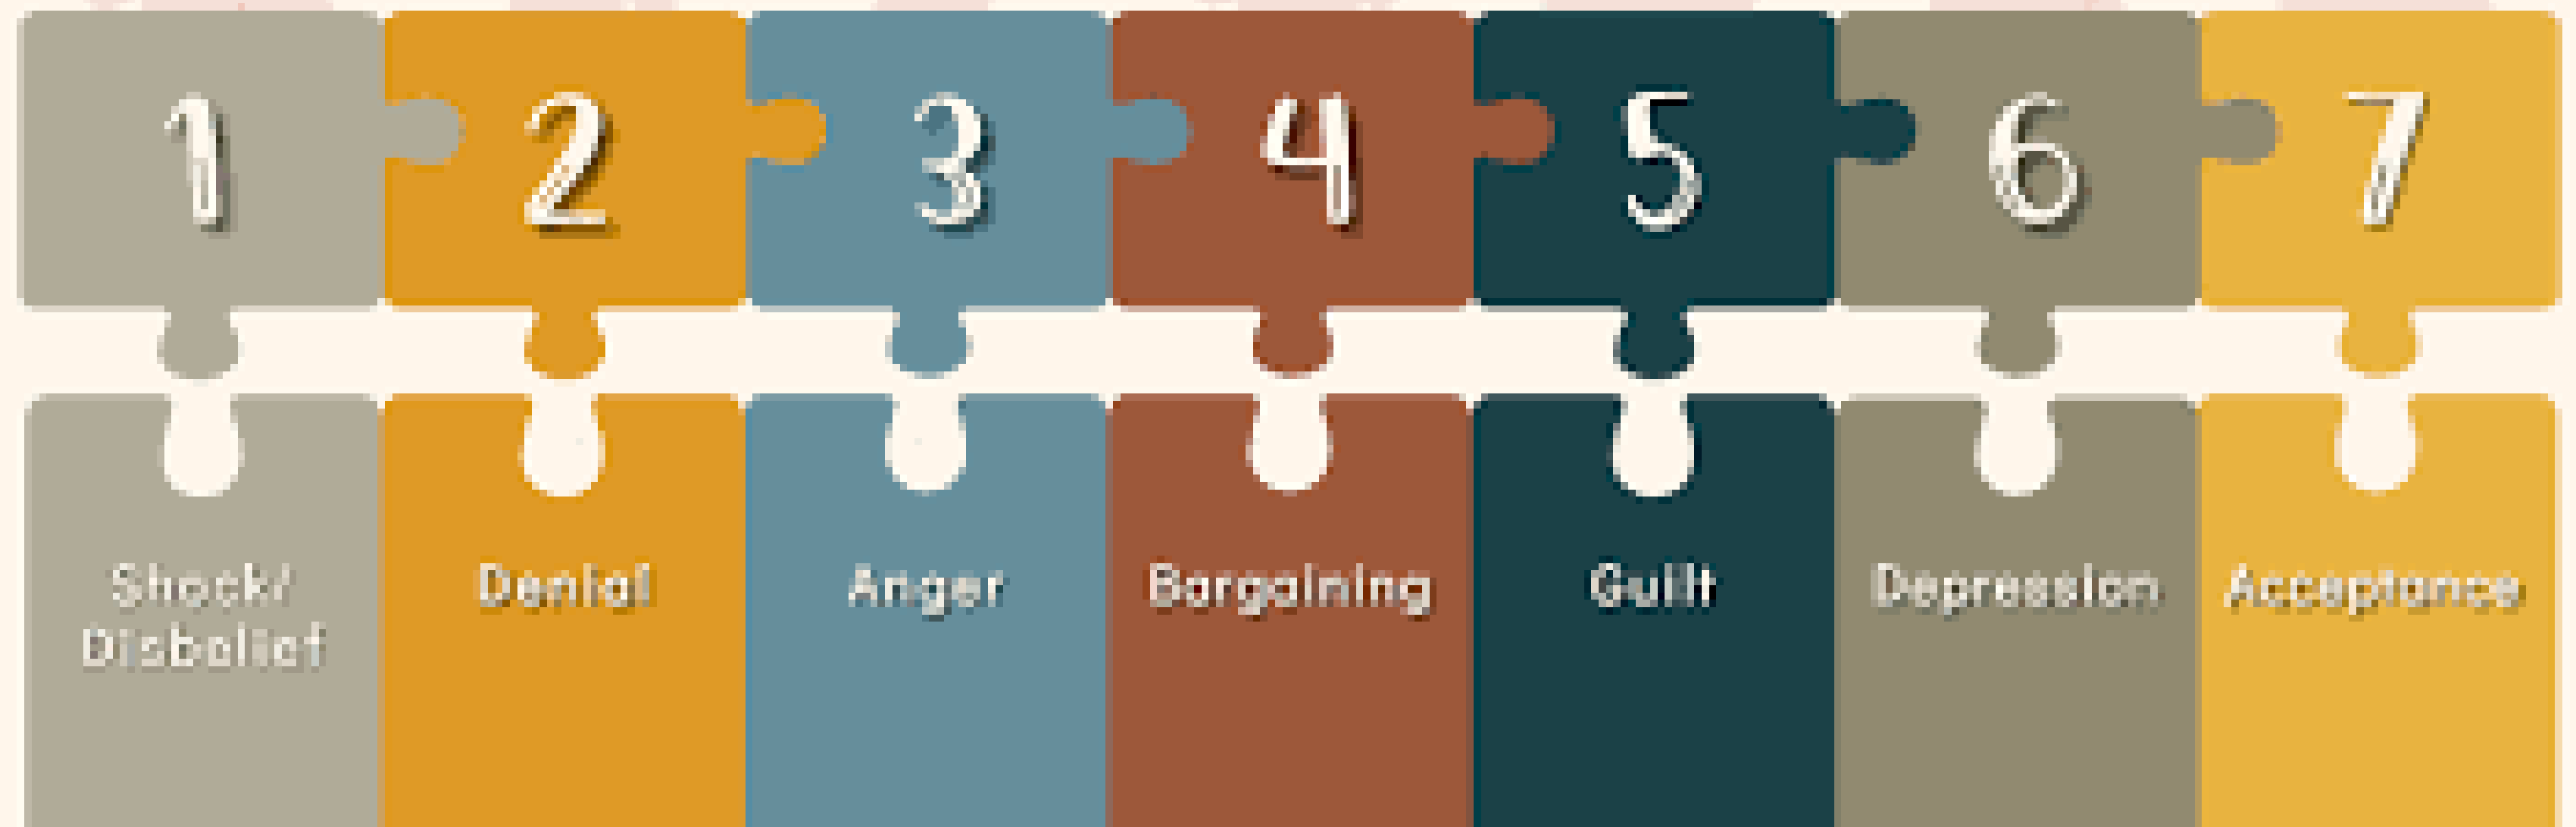 1 2 3 4 5 6 7
Shock/ Denial Anger Bargaining Guilt Depression Acceptance
Disbelief